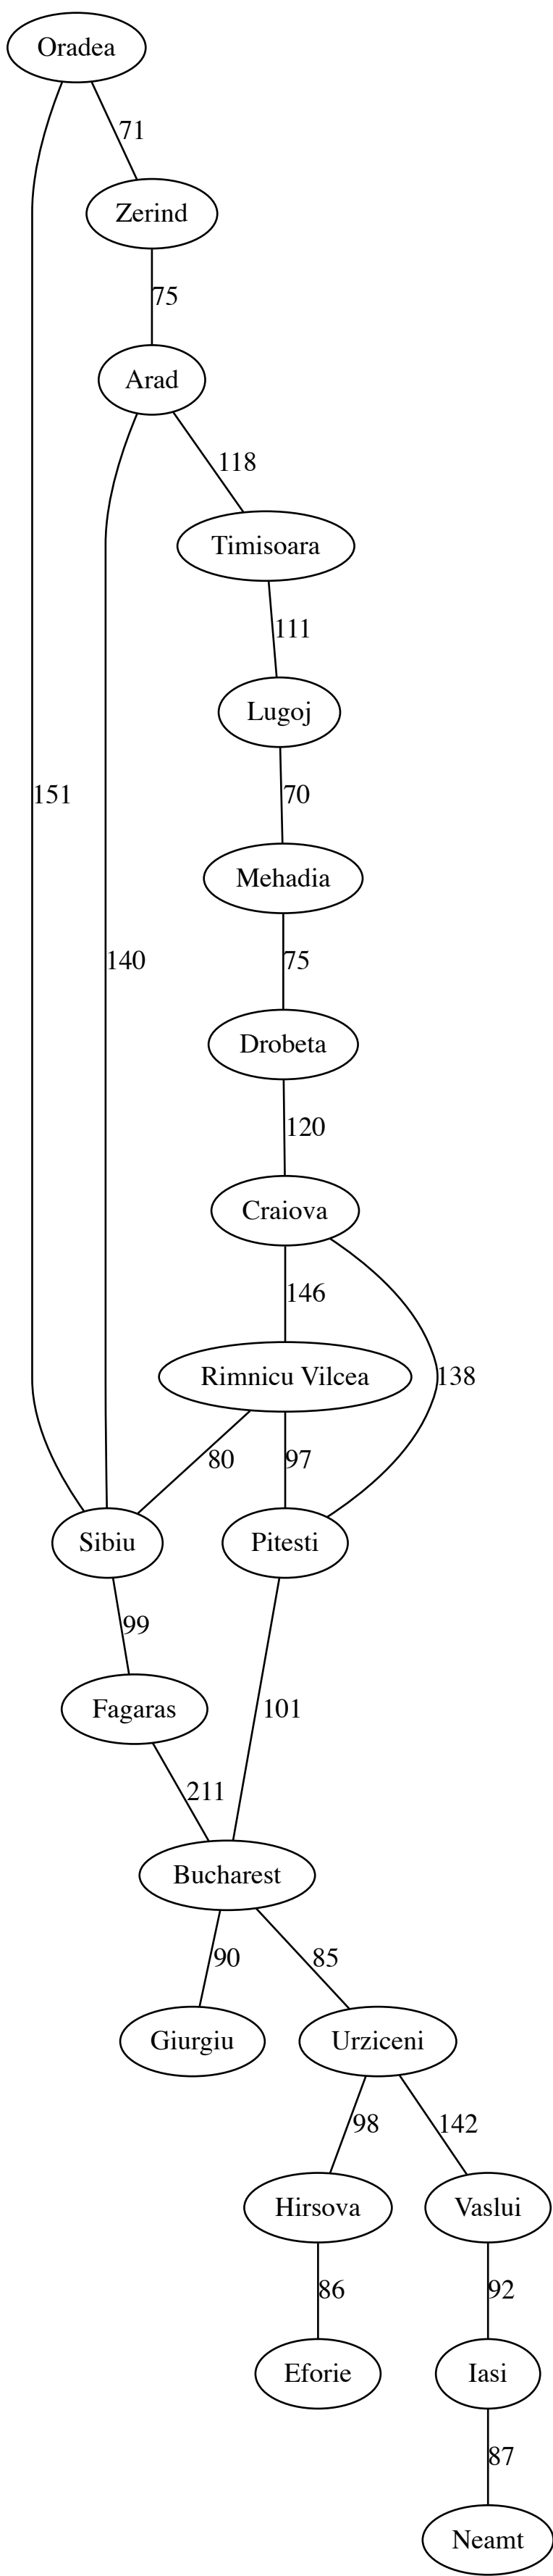 Oradea
71
Zerind
75
Arad
118
Timisoara
111
Lugoj
151
70
Mehadia
140
75
Drobeta
120
Craiova
146
Rimnicu Vilcea
138
80
97
Sibiu
Pitesti
99
Fagaras
101
211
Bucharest
90
85
Giurgiu
Urziceni
98
142
Hirsova
Vaslui
86
92
Eforie
Iasi
87
Neamt